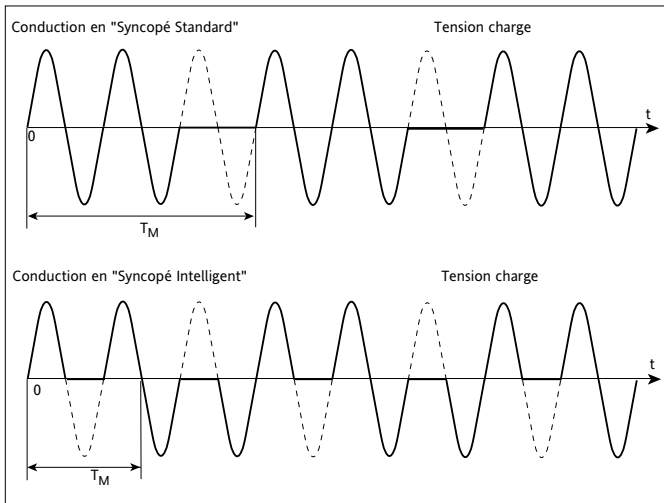 Conduction en "Syncopé Standard" Tension charge
t
0
TM
Conduction en "Syncopé Intelligent" Tension charge
t
0
TM